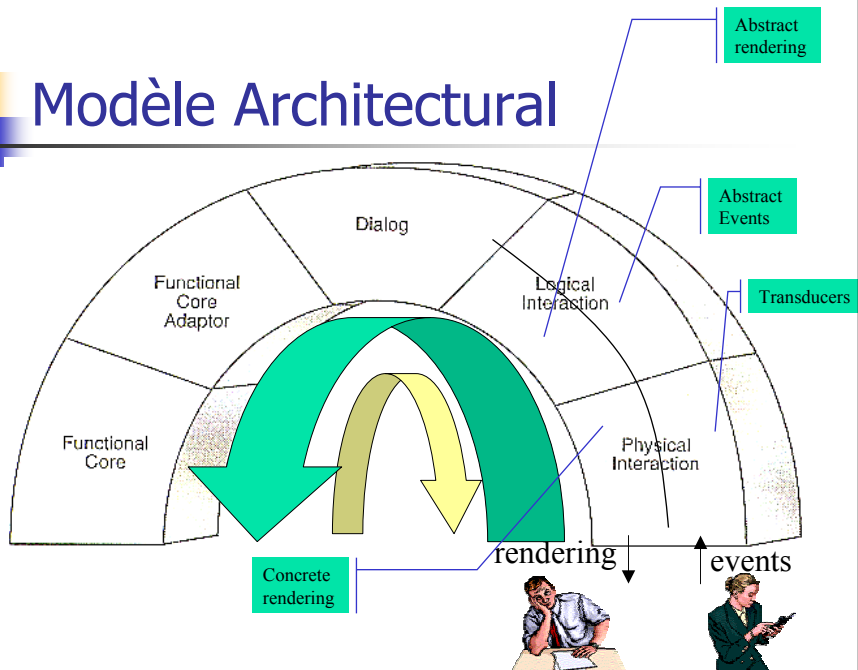 Abstract
rendering
Modèle Architectural
Abstract
Events
Dialog
Functional
Core
Adaptor
Logical
Interaction
Transducers
Functional
Core
Physical
Interaction
rendering
events
Concrete
rendering